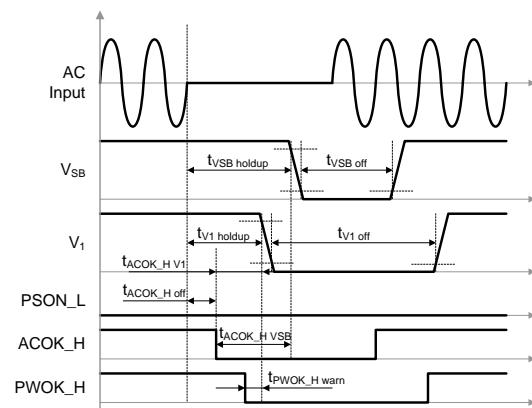 AC
Input
VSB
tVSB holdup
tVSB off
V1
tV1 holdup
tV1 off
tACOK_H V1
tACOK_H off
PSON_L
ACOK_H
tACOK_H VSB
PWOK_H
tPWOK_H warn